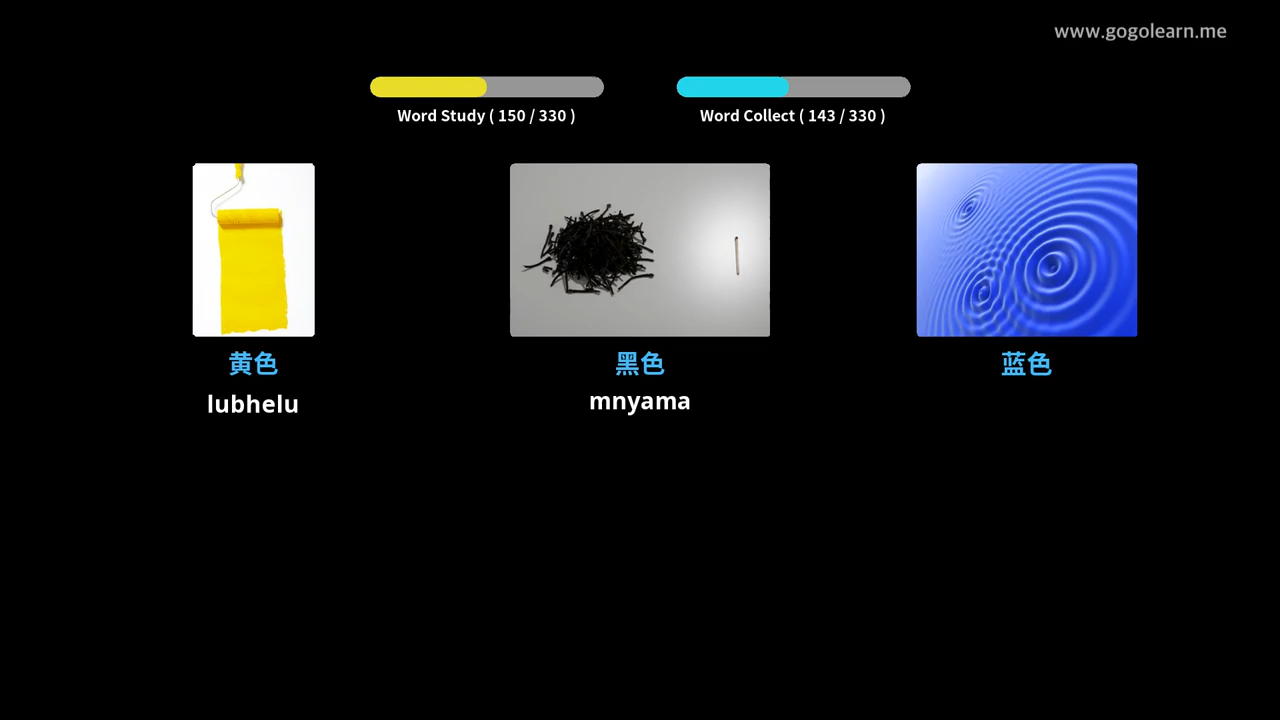 www.gogolearn.me
Word Study ( 150 / 330 )
Word Collect ( 143 / 330 )
黄色
黑色
蓝色
lubhelu
mnyama